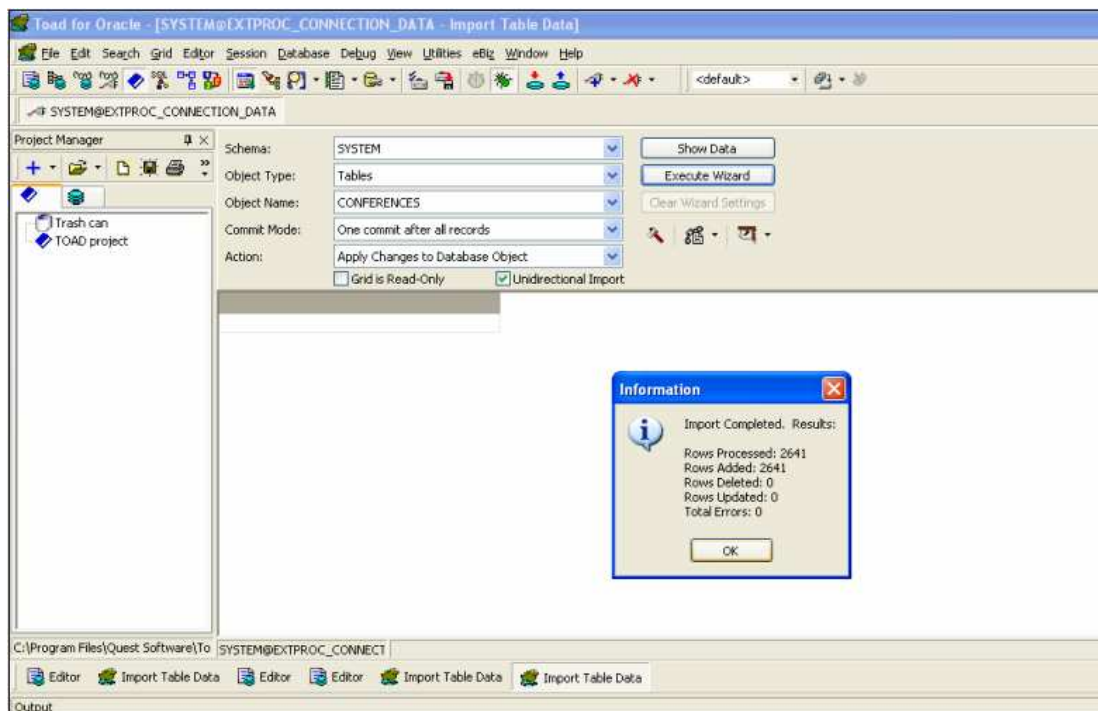 Toad for Oracle - [SYSTEM@EXTPROC_CONNECTION_DATA - Import Table Data]
File Edit Search Grid Editor Session Database Debug View Utilities eBiz Window Help
<default>
SYSTEM@EXTPROC_CONNECTION_DATA
Project Manager
Trash can
TOAD project
Schema: SYSTEM
Show Data
Object Type: Tables
Execute Wizard
Object Name: CONFERENCES
Clear Wizard Settings
Commit Mode: One commit after all records
Action: Apply Changes to Database Object
Grid is Read-Only Unidirectional Import
Information
Import Completed. Results:
Rows Processed: 2641
Rows Added: 2641
Rows Deleted: 0
Rows Updated: 0
Total Errors: 0
OK
C:\Program Files\Quest Software\To SYSTEM@EXTPROC_CONNECT
Editor Import Table Data Editor Editor Import Table Data Import Table Data
Output